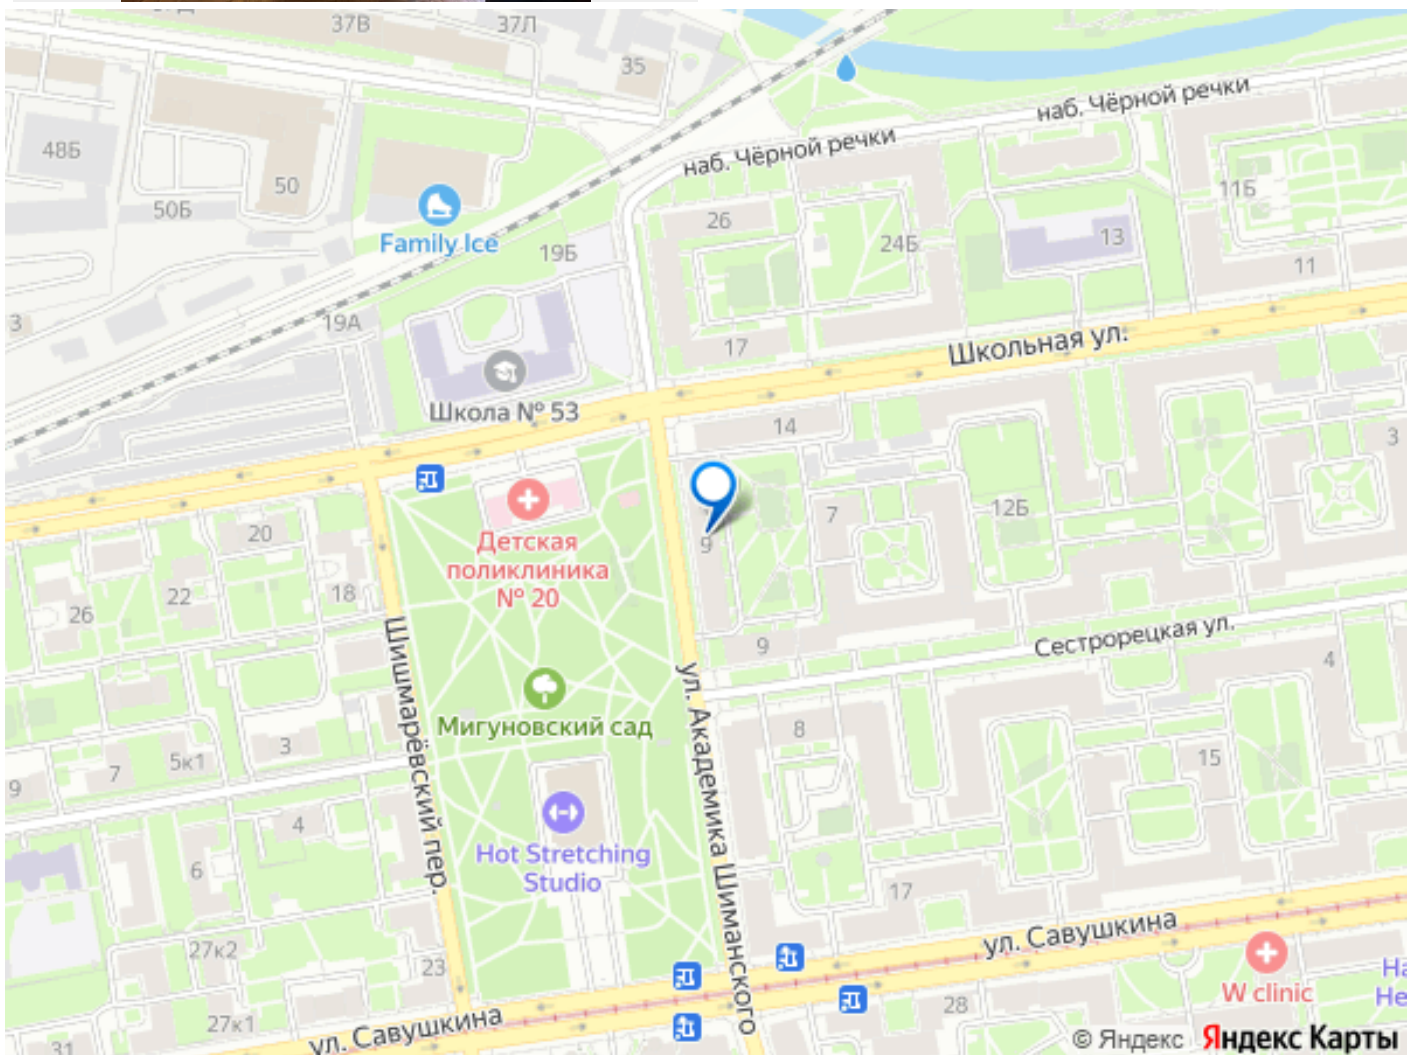 37В
37Л
35
наб. Чёрной речки
наб. Чёрной речки
48Б
50
50Б
11Б
26
13
24Б
Family Ice
19Б
11
3
19А
17
Школьная ул.
Школа № 53
14
3
20
Детская
поликлиника
№ 20
9
7
12Б
18
22
26
Шишмарёвский пер.
9
Сестрорецкая ул.
4
ул. Академика Шиманского
Мигуновский сад
8
3
5к1
7
9
15
4
6
Hot Stretching
Studio
17
ул. Савушкина
27к2
23
W clinic
На
Не
28
27к1
31
ул. Савушкина
© Яндекс Яндекс Карты